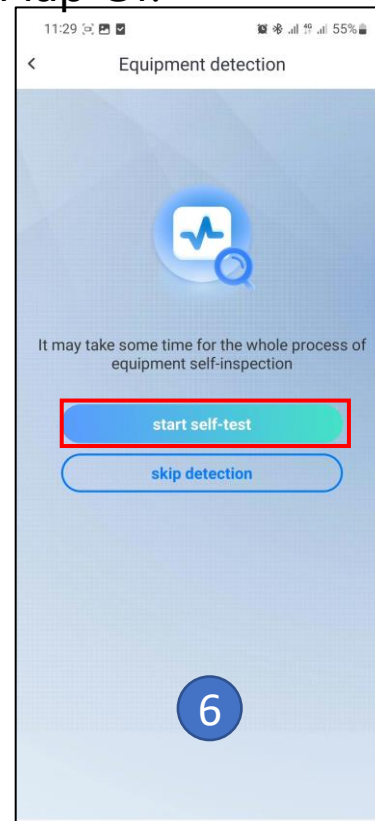 11:29
55%
Equipment detection
It may take some time for the whole process of
equipment self-inspection
start self-test
skip detection
6